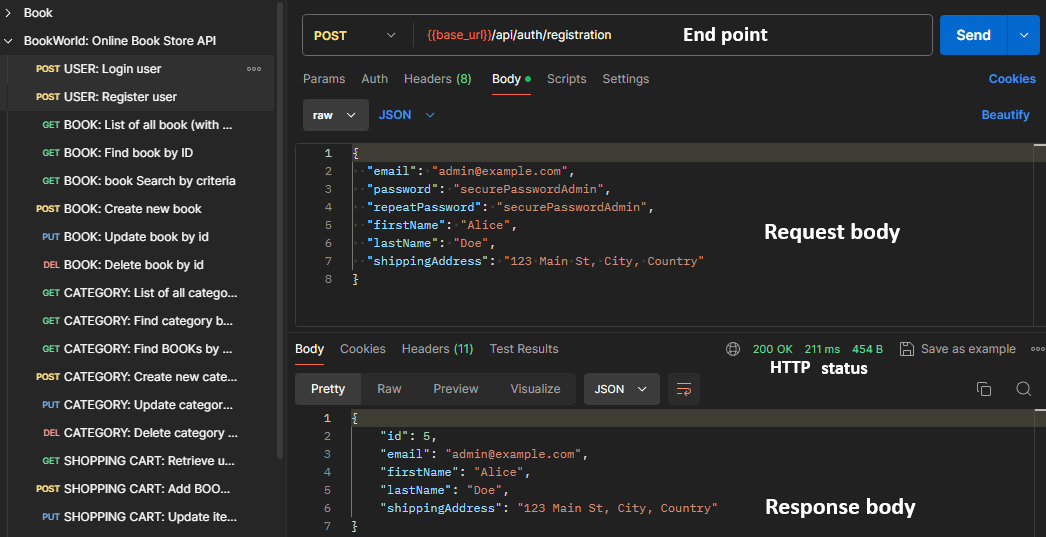 Book
BookWorld: Online Book Store API
POST USER: Login user
POST USER: Register user
GET BOOK: List of all book (with ...
GET BOOK: Find book by ID
GET BOOK: book Search by criteria
POST BOOK: Create new book
PUT BOOK: Update book by id
DEL BOOK: Delete book by id
GET CATEGORY: List of all catego...
GET CATEGORY: Find category b...
GET CATEGORY: Find BOOKs by ...
POST CATEGORY: Create new cate...
PUT CATEGORY: Update categor...
DEL CATEGORY: Delete category ...
GET SHOPPING CART: Retrieve u...
POST SHOPPING CART: Add BOO...
PUT SHOPPING CART: Update ite...
POST {{base_url}}/api/auth/registration End point Send
Params Auth Headers (8) Body Scripts Settings Cookies
raw JSON Beautify
1 {
2 "email": "admin@example.com",
3 "password": "securePasswordAdmin",
4 "repeatPassword": "securePasswordAdmin",
5 "firstName": "Alice",
6 "lastName": "Doe",
7 "shippingAddress": "123 Main St, City, Country"
8 }
Request body
Body Cookies Headers (11) Test Results 200 OK 211 ms 454 B Save as example
HTTP status
Pretty Raw Preview Visualize JSON
1 {
2 "id": 5,
3 "email": "admin@example.com",
4 "firstName": "Alice",
5 "lastName": "Doe",
6 "shippingAddress": "123 Main St, City, Country"
7 }
Response body